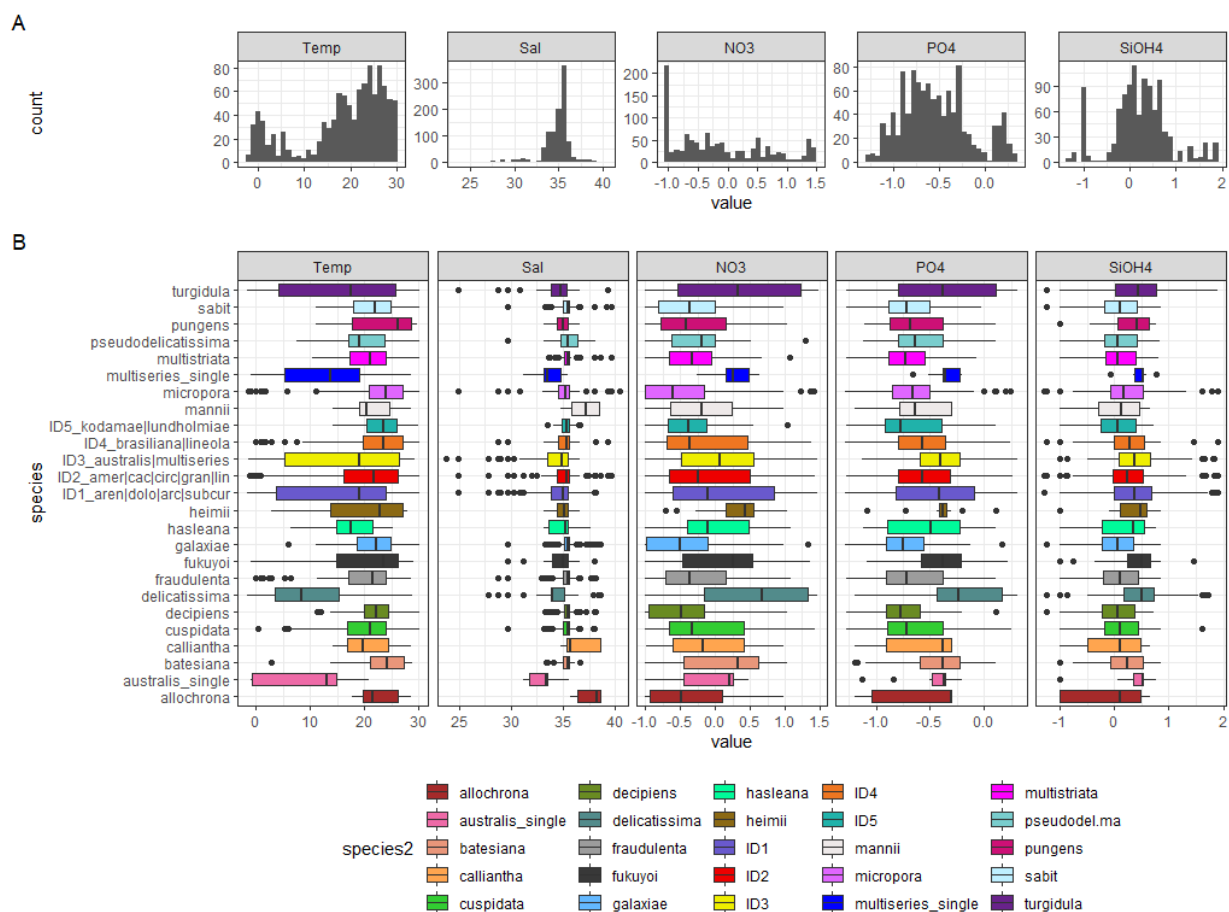 A
Temp
Sal
NO3
PO4
SiOH4
count
80
60
40
20
0
300
200
100
0
200
150
100
50
0
80
60
40
20
0
90
60
30
0
0 10 20 30
25 30 35 40
-1.0 -0.5 0.0 0.5 1.0 1.5
-1.0 -0.5 0.0
-1 0 1 2
value
B
Temp
Sal
NO3
PO4
SiOH4
species
turgidula
sabit
pungens
pseudodelicatissima
multistriata
multiseries_single
micropora
mannii
ID5_kodamae|lundholmiae
ID4_brasiliana|lineola
ID3_australis|multiseries
ID2_amer|cac|circ|gran|lin
ID1_aren|dolo|arc|subcur
heimii
hasleana
galaxiae
fukuyoi
fraudulenta
delicatissima
decipiens
cuspidata
calliantha
batesiana
australis_single
allochrona
0 10 20 30
25 30 35 40
-1.0 -0.5 0.0 0.5 1.0 1.5
-1.0 -0.5 0.0
-1 0 1 2
value
species2
allochrona
australis_single
batesiana
calliantha
cuspidata
decipiens
delicatissima
fraudulenta
fukuyoi
galaxiae
hasleana
heimii
ID1
ID2
ID3
ID4
ID5
mannii
micropora
multiseries_single
multistriata
pseudodel.ma
pungens
sabit
turgidula